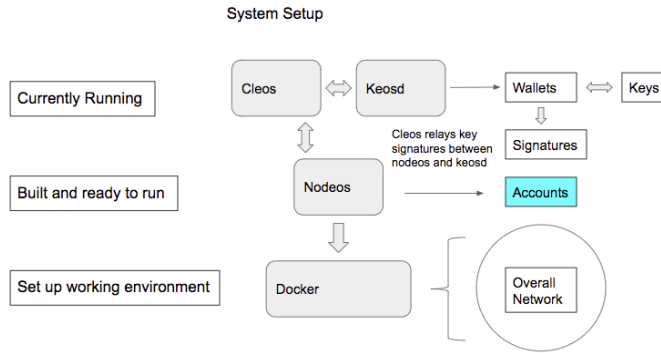 System Setup
Currently Running
Cleos
Keosd
Wallets
Keys
Cleos relays key
signatures between
nodeos and keosd
Signatures
Built and ready to run
Nodeos
Accounts
Set up working environment
Docker
Overall
Network